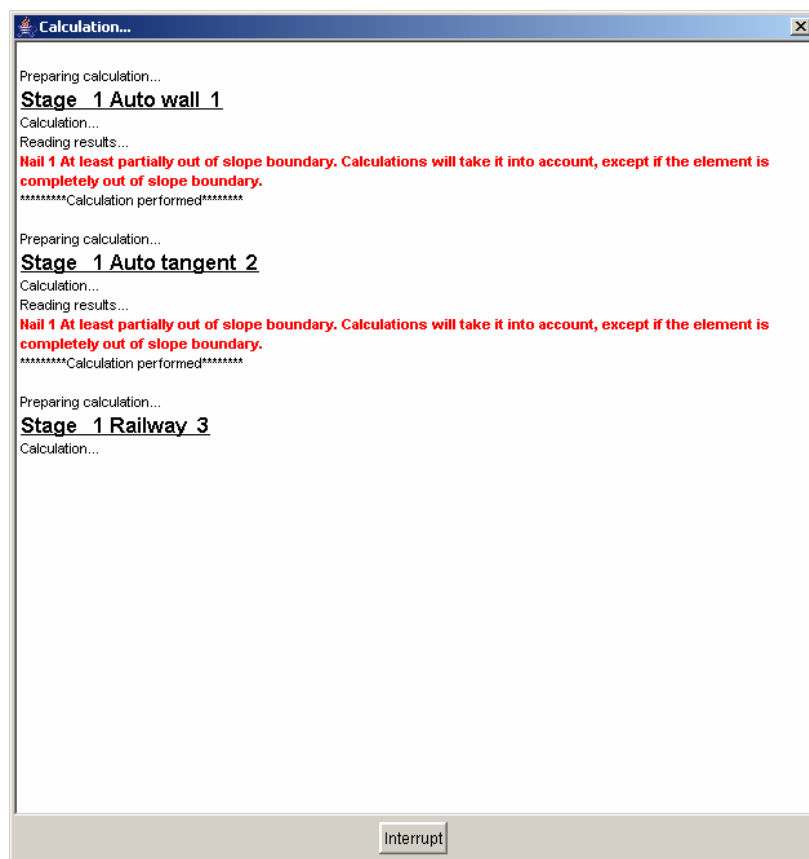 Calculation...
Preparing calculation...
Stage 1 Auto wall 1
Calculation...
Reading results...
Nail 1 At least partially out of slope boundary. Calculations will take it into account, except if the element is
completely out of slope boundary.
*********Calculation performed********
Preparing calculation...
Stage 1 Auto tangent 2
Calculation...
Reading results...
Nail 1 At least partially out of slope boundary. Calculations will take it into account, except if the element is
completely out of slope boundary.
*********Calculation performed********
Preparing calculation...
Stage 1 Railway 3
Calculation...
Interrupt